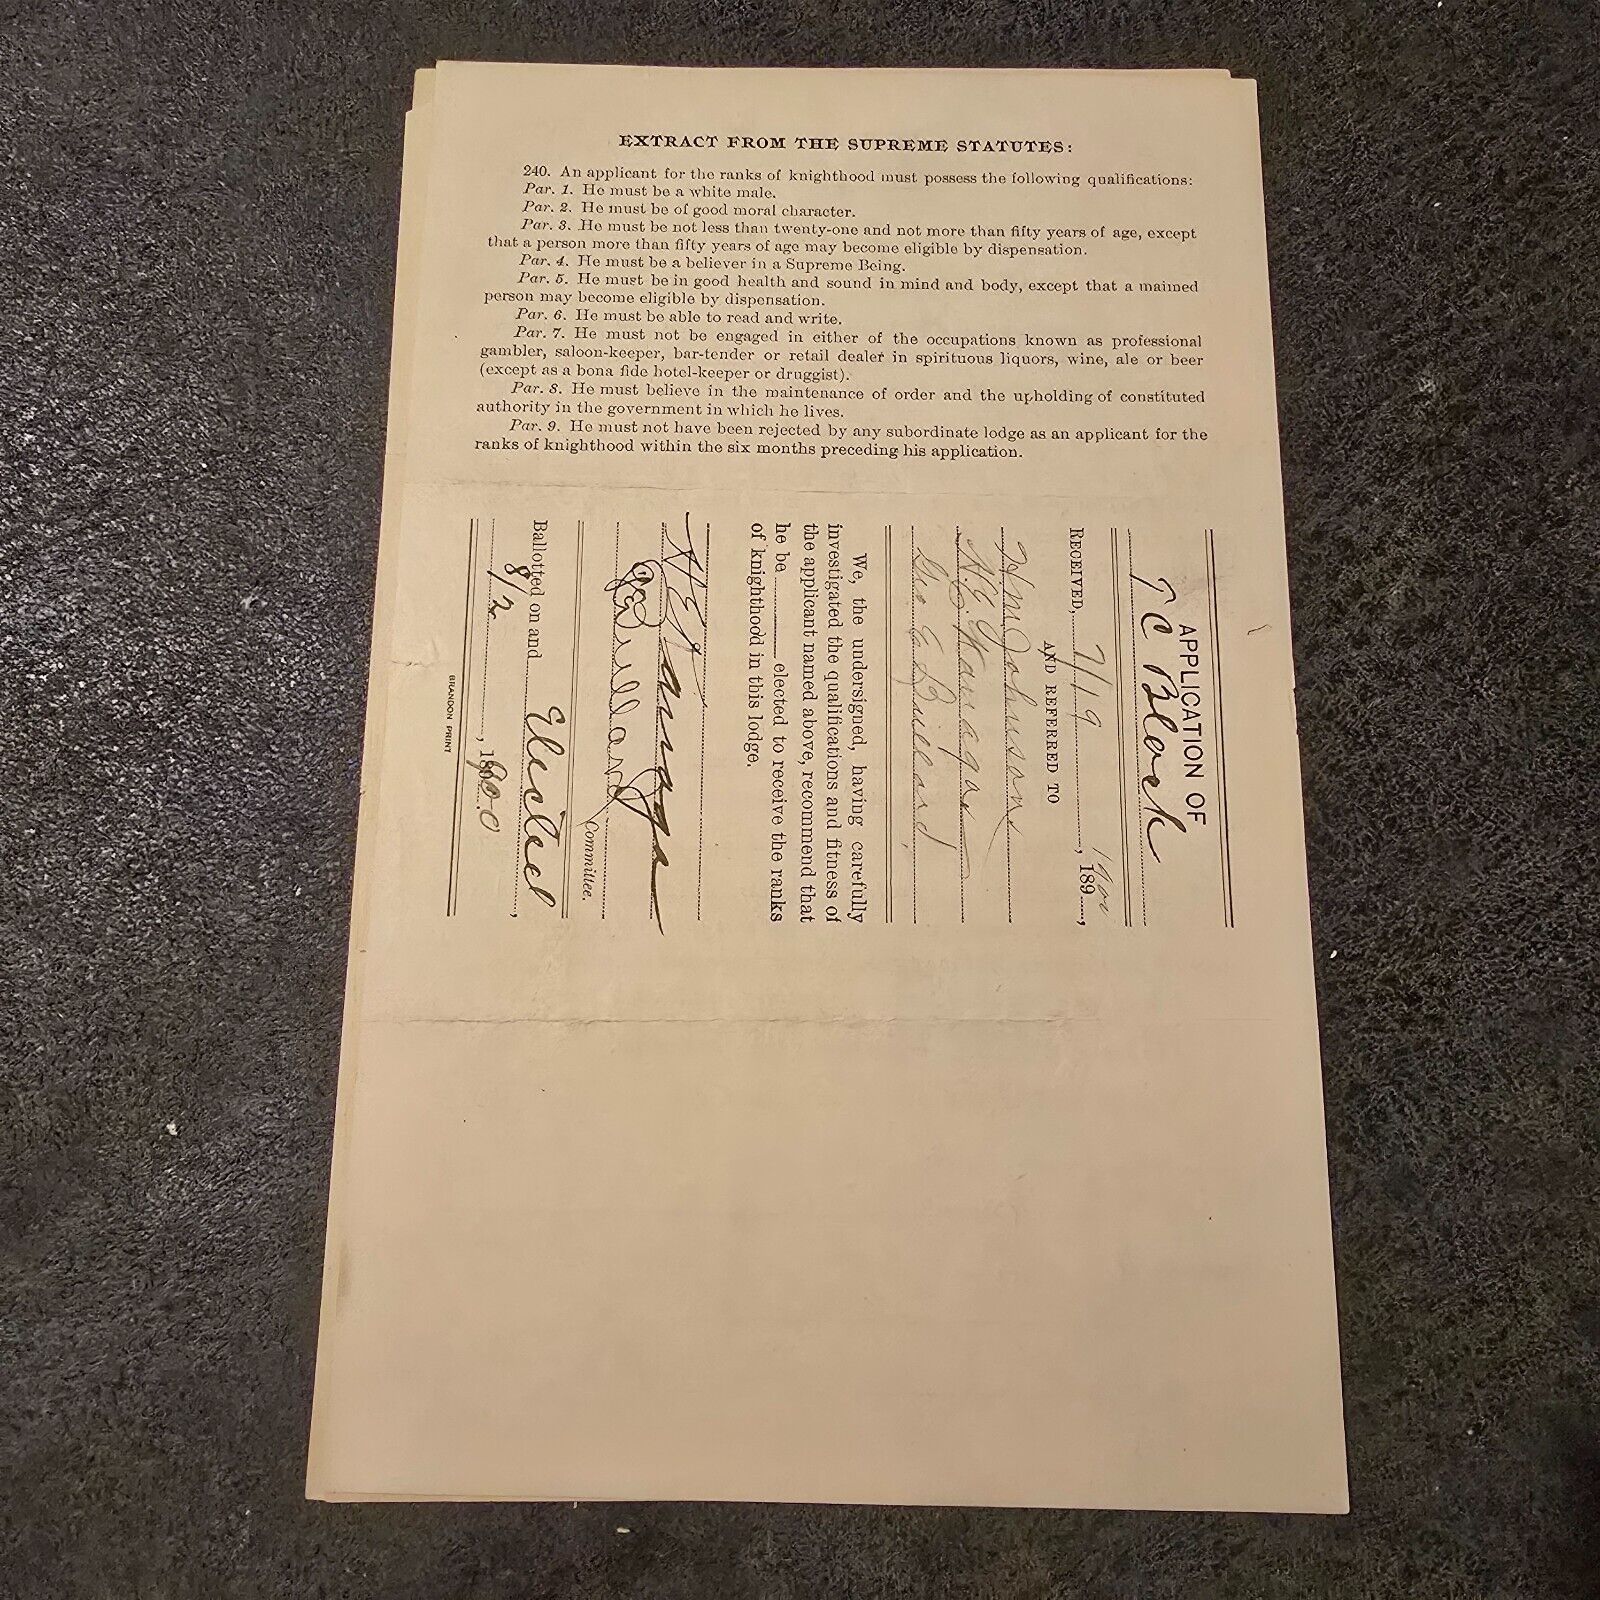 EXTRACT FROM THE SUPREME STATUTES:
240. An applicant for the ranks of knighthood must possess the following qualifications:
Par. 1. He must be a white male.
Par. 2. He must be of good moral character.
Par. 3. He must be not less than twenty-one and not more than fifty years of age, except
that a person more than fifty years of age may become eligible by dispensation.
Par. 4. He must be a believer in a Supreme Being.
Par. 5. He must be in good health and sound in mind and body, except that a maimed
person may become eligible by dispensation.
Par. 6. He must be able to read and write.
Par. 7. He must not be engaged in either of the occupations known as professional
gambler, saloon-keeper, bar-tender or retail dealer in spirituous liquors, wine, ale or beer
(except as a bona fide hotel-keeper or druggist).
Par. 8. He must believe in the maintenance of order and the upholding of constituted
authority in the government in which he lives.
Par. 9. He must not have been rejected by any subordinate lodge as an applicant for the
ranks of knighthood within the six months preceding his application.
APPLICATION OF
T C Block
RECEIVED, 7/19, 189 1900,
AND REFERRED TO
Wm Johnson
Geo E Dillard
We, the undersigned, having carefully
investigated the qualifications and fitness of
the applicant named above, recommend that
he be elected to receive the ranks
of knighthood in this lodge.
Committee.
Ballotted on and Elected,
8/2, 1900
BRANDON PRINT